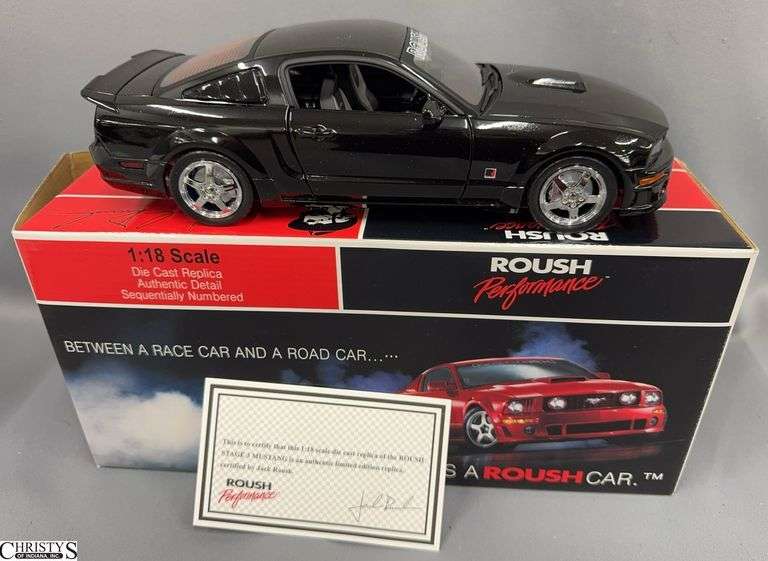 ROUSH
1:18 Scale
Die Cast Replica
Authentic Detail
Sequentially Numbered
ROUSH
Performance™
BETWEEN A RACE CAR AND A ROAD CAR......
S A ROUSH CAR.™
This is to certify that this 1:18 scale die cast replica of the ROUSH
STAGE 3 MUSTANG is an authentic limited edition replica,
certified by Jack Roush.
ROUSH
Performance
CHRISTYS
OF INDIANA, INC.